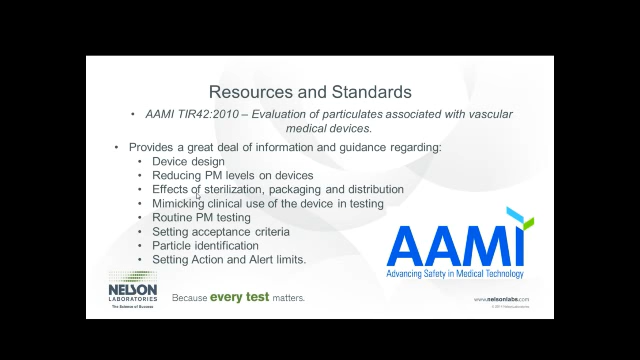 Resources and Standards
• AAMI TIR42:2010 – Evaluation of particulates associated with vascular
medical devices.
• Provides a great deal of information and guidance regarding:
• Device design
• Reducing PM levels on devices
• Effects of sterilization, packaging and distribution
• Mimicking clinical use of the device in testing
• Routine PM testing
• Setting acceptance criteria
• Particle identification
• Setting Action and Alert limits.
AAMI
Advancing Safety in Medical Technology
NELSON
LABORATORIES
The Science of Success
Because every test matters.
www.nelsonlabs.com